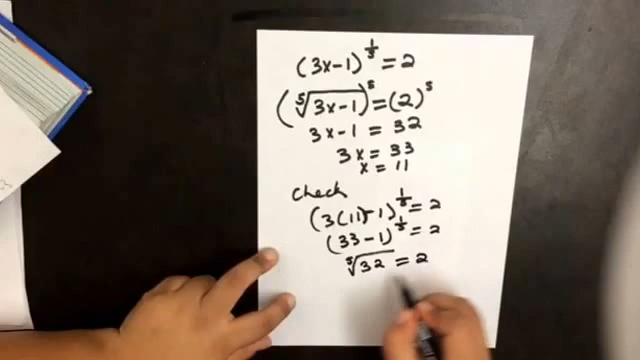 (3x-1)^(1/5) = 2
(⁵√(3x-1))⁵ = (2)⁵
3x-1 = 32
3x = 33
x = 11
Check
(3(11)-1)^(1/5) = 2
(33-1)^(1/5) = 2
⁵√32 = 2